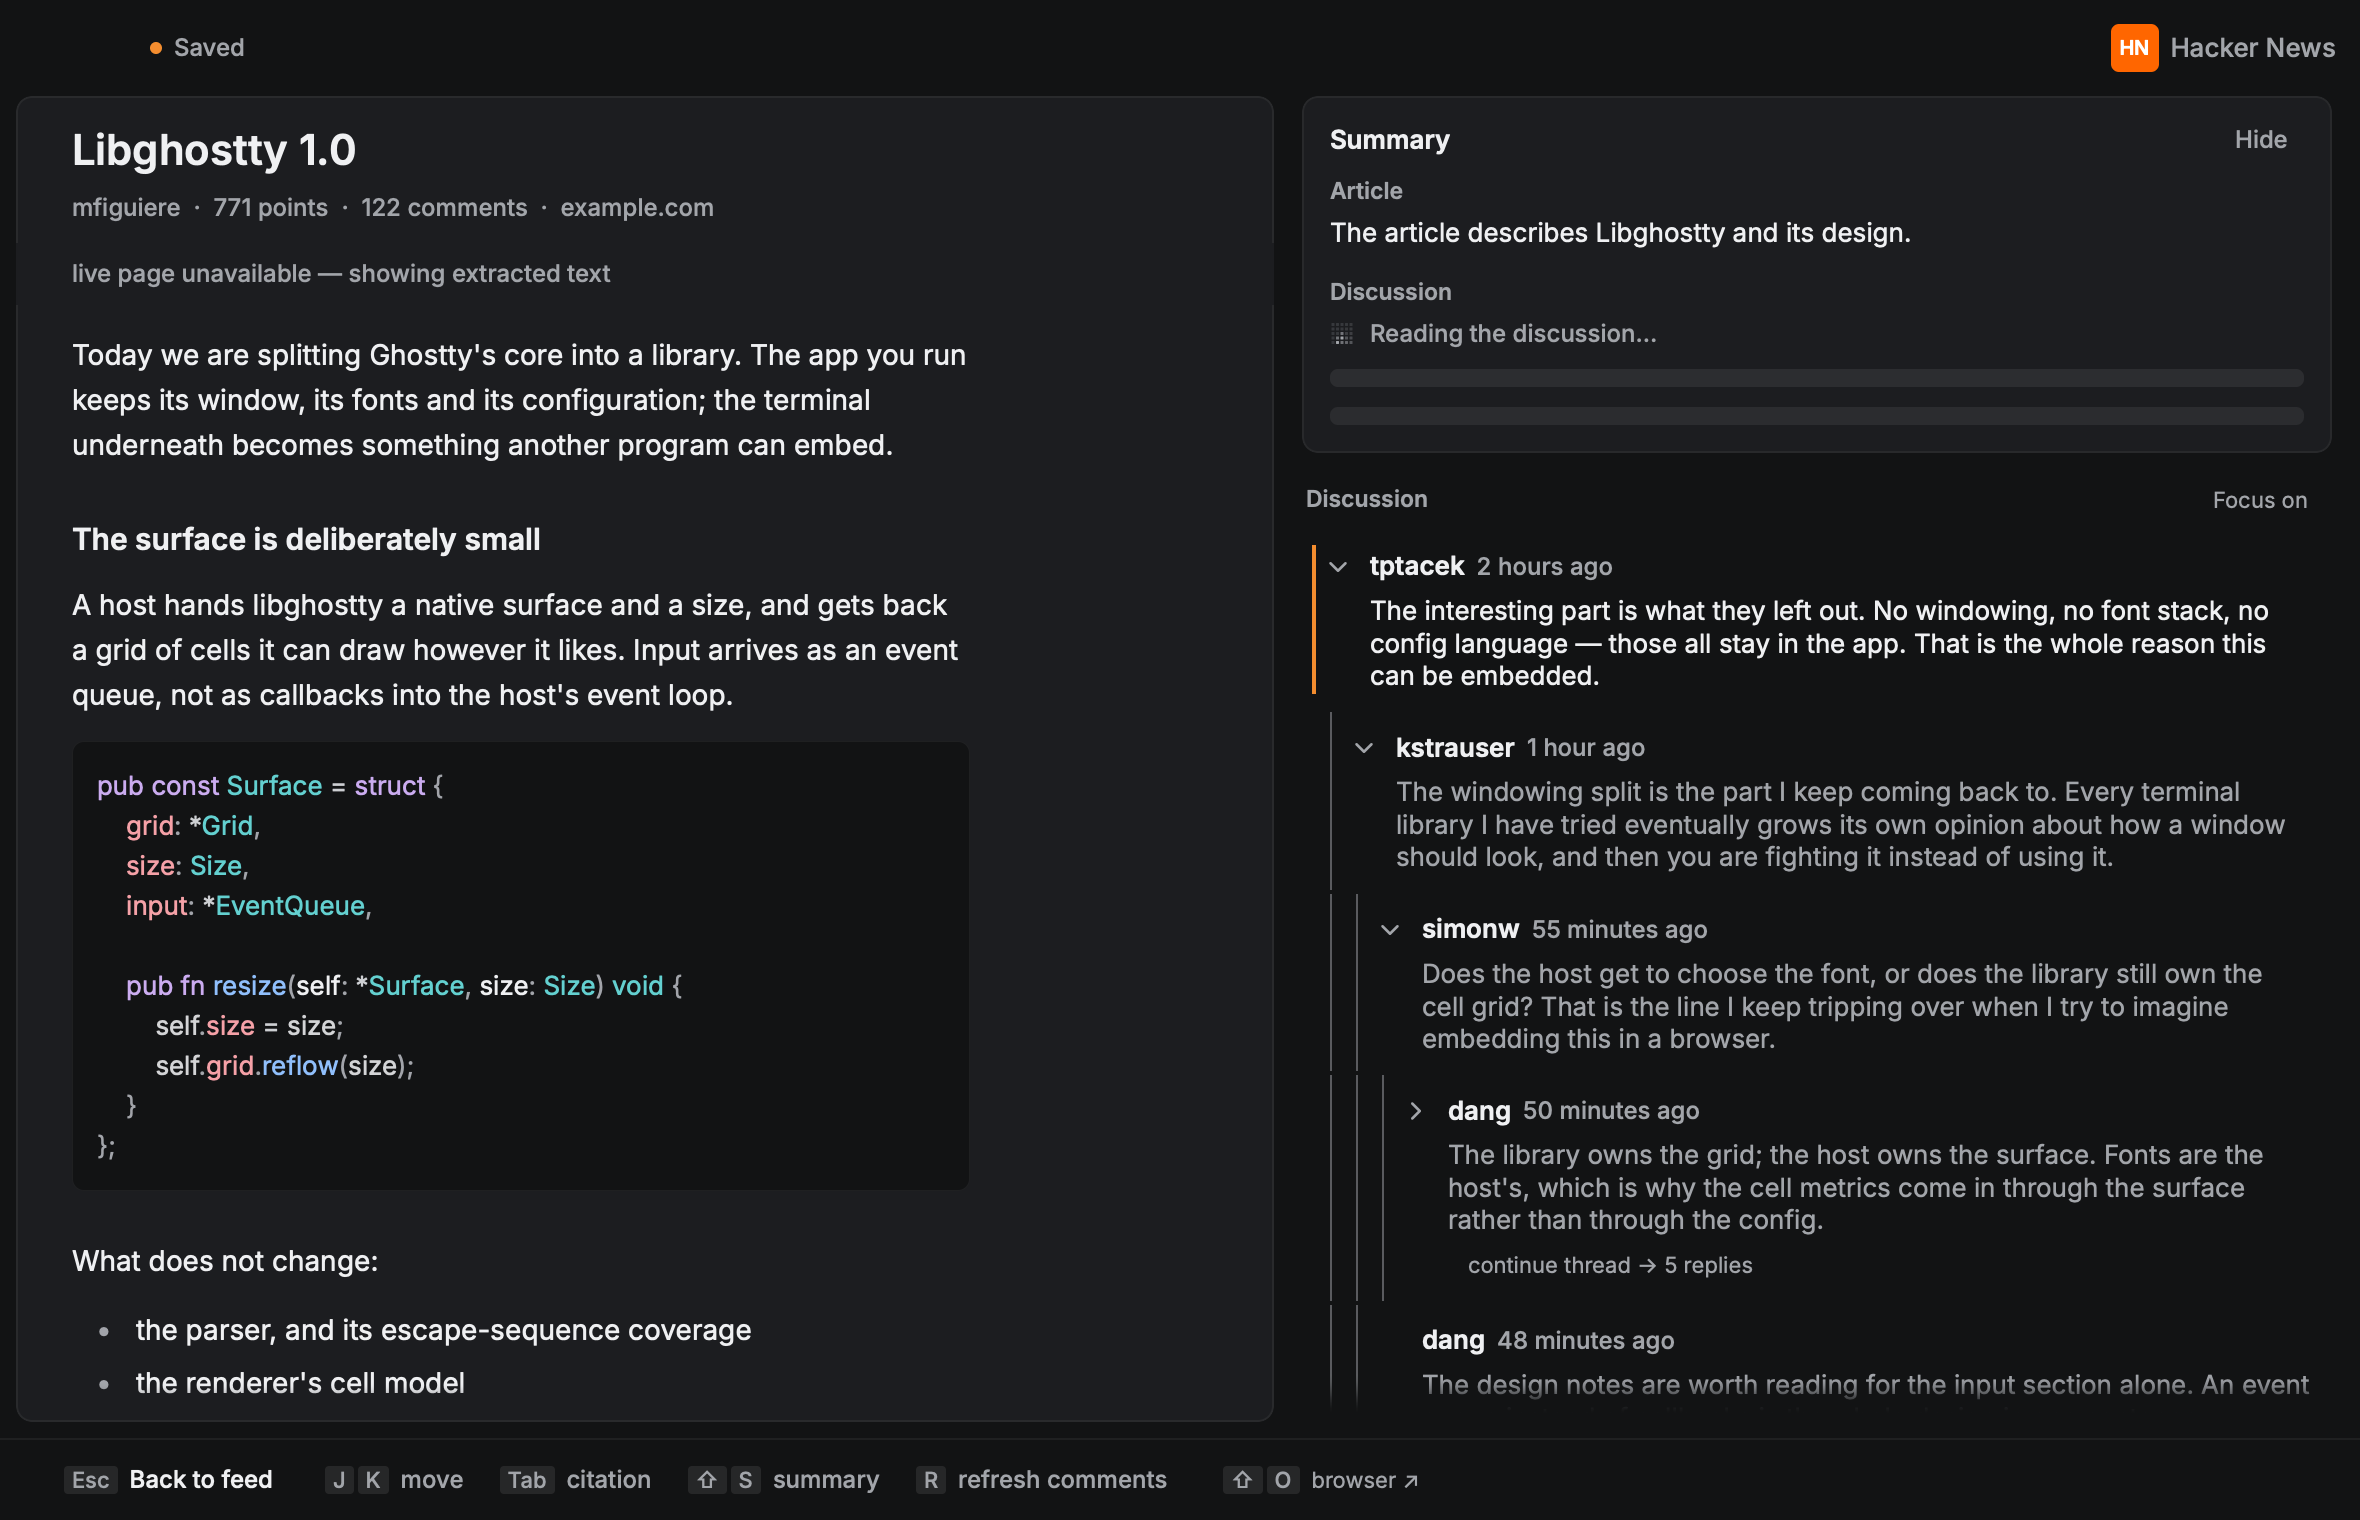 Saved
HN Hacker News
Libghostty 1.0
mfiguiere · 771 points · 122 comments · example.com
live page unavailable — showing extracted text
Today we are splitting Ghostty's core into a library. The app you run
keeps its window, its fonts and its configuration; the terminal
underneath becomes something another program can embed.
The surface is deliberately small
A host hands libghostty a native surface and a size, and gets back
a grid of cells it can draw however it likes. Input arrives as an event
queue, not as callbacks into the host's event loop.
pub const Surface = struct {
grid: *Grid,
size: Size,
input: *EventQueue,
pub fn resize(self: *Surface, size: Size) void {
self.size = size;
self.grid.reflow(size);
}
};
What does not change:
• the parser, and its escape-sequence coverage
• the renderer's cell model
Summary
Hide
Article
The article describes Libghostty and its design.
Discussion
Reading the discussion...
Discussion
Focus on
tptacek 2 hours ago
The interesting part is what they left out. No windowing, no font stack, no
config language — those all stay in the app. That is the whole reason this
can be embedded.
kstrauser 1 hour ago
The windowing split is the part I keep coming back to. Every terminal
library I have tried eventually grows its own opinion about how a window
should look, and then you are fighting it instead of using it.
simonw 55 minutes ago
Does the host get to choose the font, or does the library still own the
cell grid? That is the line I keep tripping over when I try to imagine
embedding this in a browser.
dang 50 minutes ago
The library owns the grid; the host owns the surface. Fonts are the
host's, which is why the cell metrics come in through the surface
rather than through the config.
continue thread → 5 replies
dang 48 minutes ago
The design notes are worth reading for the input section alone. An event
Esc Back to feed J K move Tab citation ⇧ S summary R refresh comments ⇧ O browser ↗